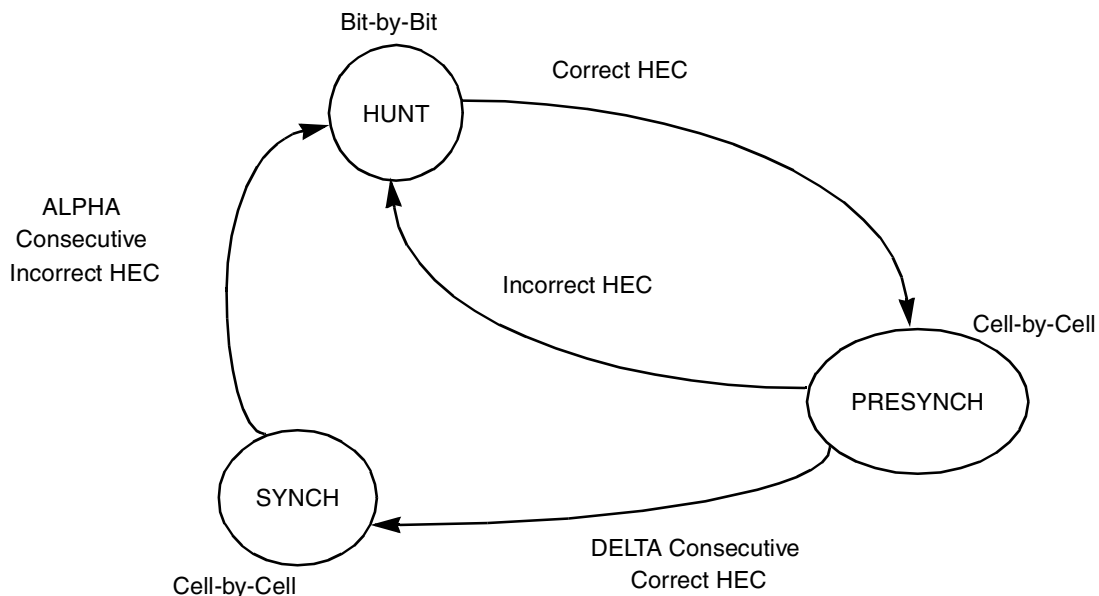 Bit-by-Bit
HUNT
Correct HEC
ALPHA
Consecutive
Incorrect HEC
Incorrect HEC
Cell-by-Cell
PRESYNCH
SYNCH
DELTA Consecutive
Correct HEC
Cell-by-Cell